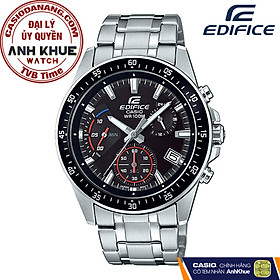 CASIODANANG.COM
ĐẠI LÝ
ỦY QUYỀN
ANH KHUE
WATCH
TVB Time
EDIFICE
EDIFICE
CASIO
WR100M
CASIO
CHÍNH HÃNG
CÓ TEM NHÃN AnhKhuê